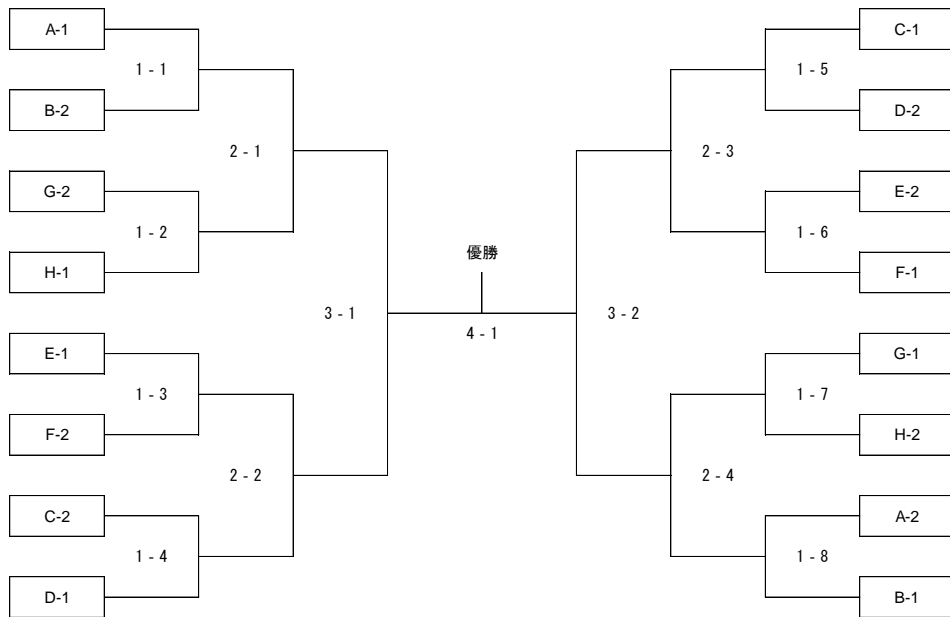 A-1
C-1
1 - 1
1 - 5
B-2
D-2
2 - 1
2 - 3
G-2
E-2
1 - 2
1 - 6
優勝
H-1
F-1
3 - 1
3 - 2
4 - 1
E-1
G-1
1 - 3
1 - 7
F-2
H-2
2 - 2
2 - 4
C-2
A-2
1 - 4
1 - 8
D-1
B-1